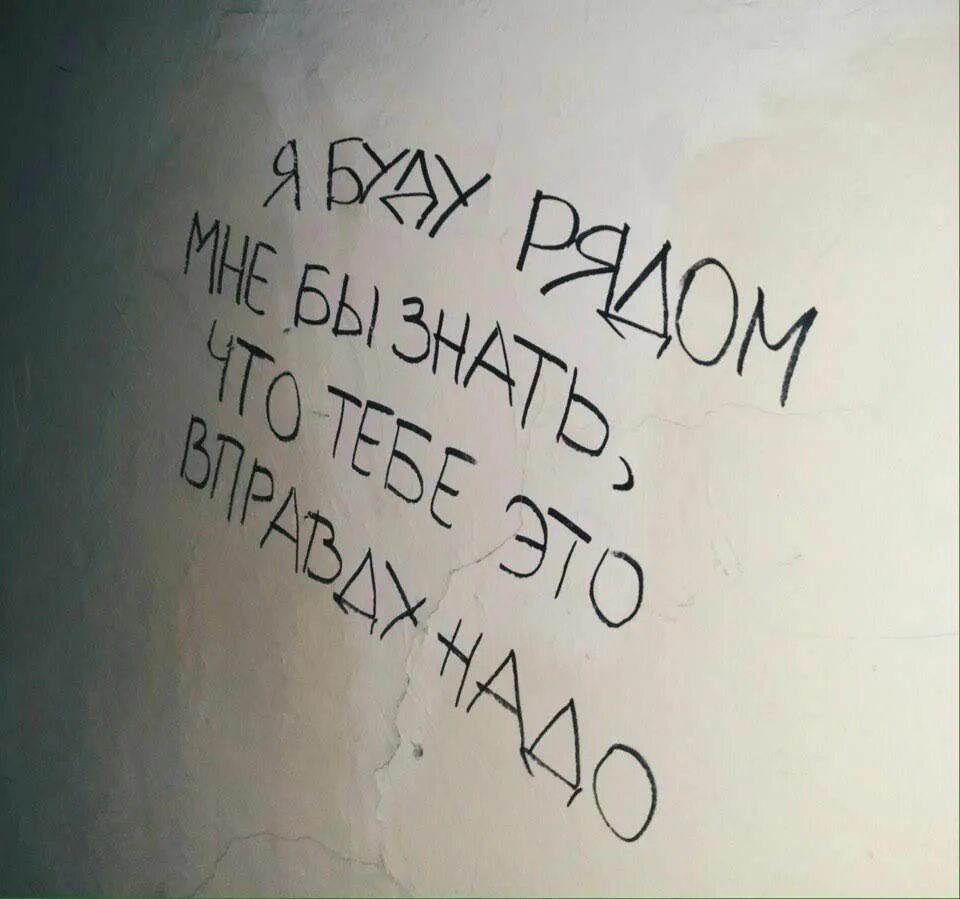 Я БУДУ РЯДОМ
МНЕ БЫ ЗНАТЬ,
ЧТО ТЕБЕ ЭТО
ВПРАВДУ НАДО